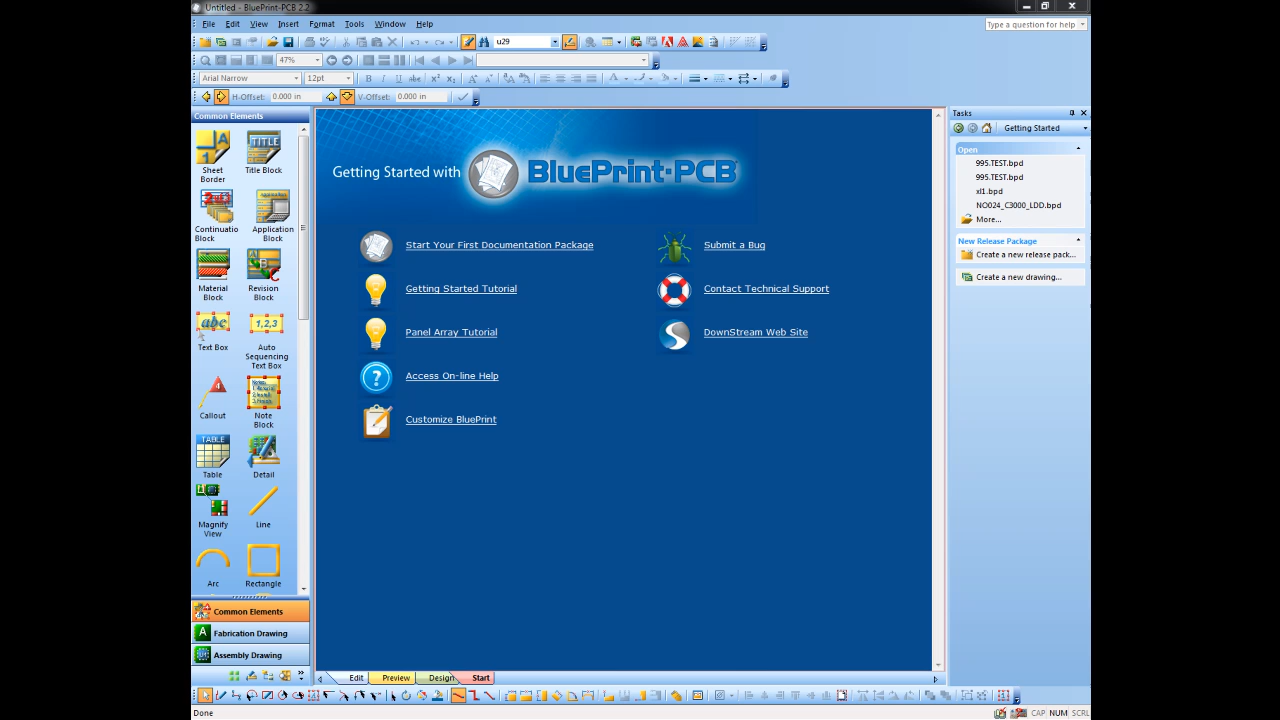 Untitled - BluePrint-PCB 2.2
File Edit View Insert Format Tools Window Help
Type a question for help
u29
47%
Arial Narrow 12pt
H-Offset: 0.000 in V-Offset: 0.000 in
Common Elements
Sheet Border
Title Block
Continuatio Block
Application Block
Material Block
Revision Block
Text Box
Auto Sequencing Text Box
Callout
Note Block
Table
Detail
Magnify View
Line
Arc
Rectangle
Common Elements
Fabrication Drawing
Assembly Drawing
Getting Started with BluePrint-PCB
Start Your First Documentation Package
Getting Started Tutorial
Panel Array Tutorial
Access On-line Help
Customize BluePrint
Submit a Bug
Contact Technical Support
DownStream Web Site
Edit Preview Design Start
Tasks
Getting Started
Open
995.TEST.bpd
995.TEST.bpd
xl1.bpd
NO024_C3000_LDD.bpd
More...
New Release Package
Create a new release pack...
Create a new drawing...
Done
CAP NUM SCRL